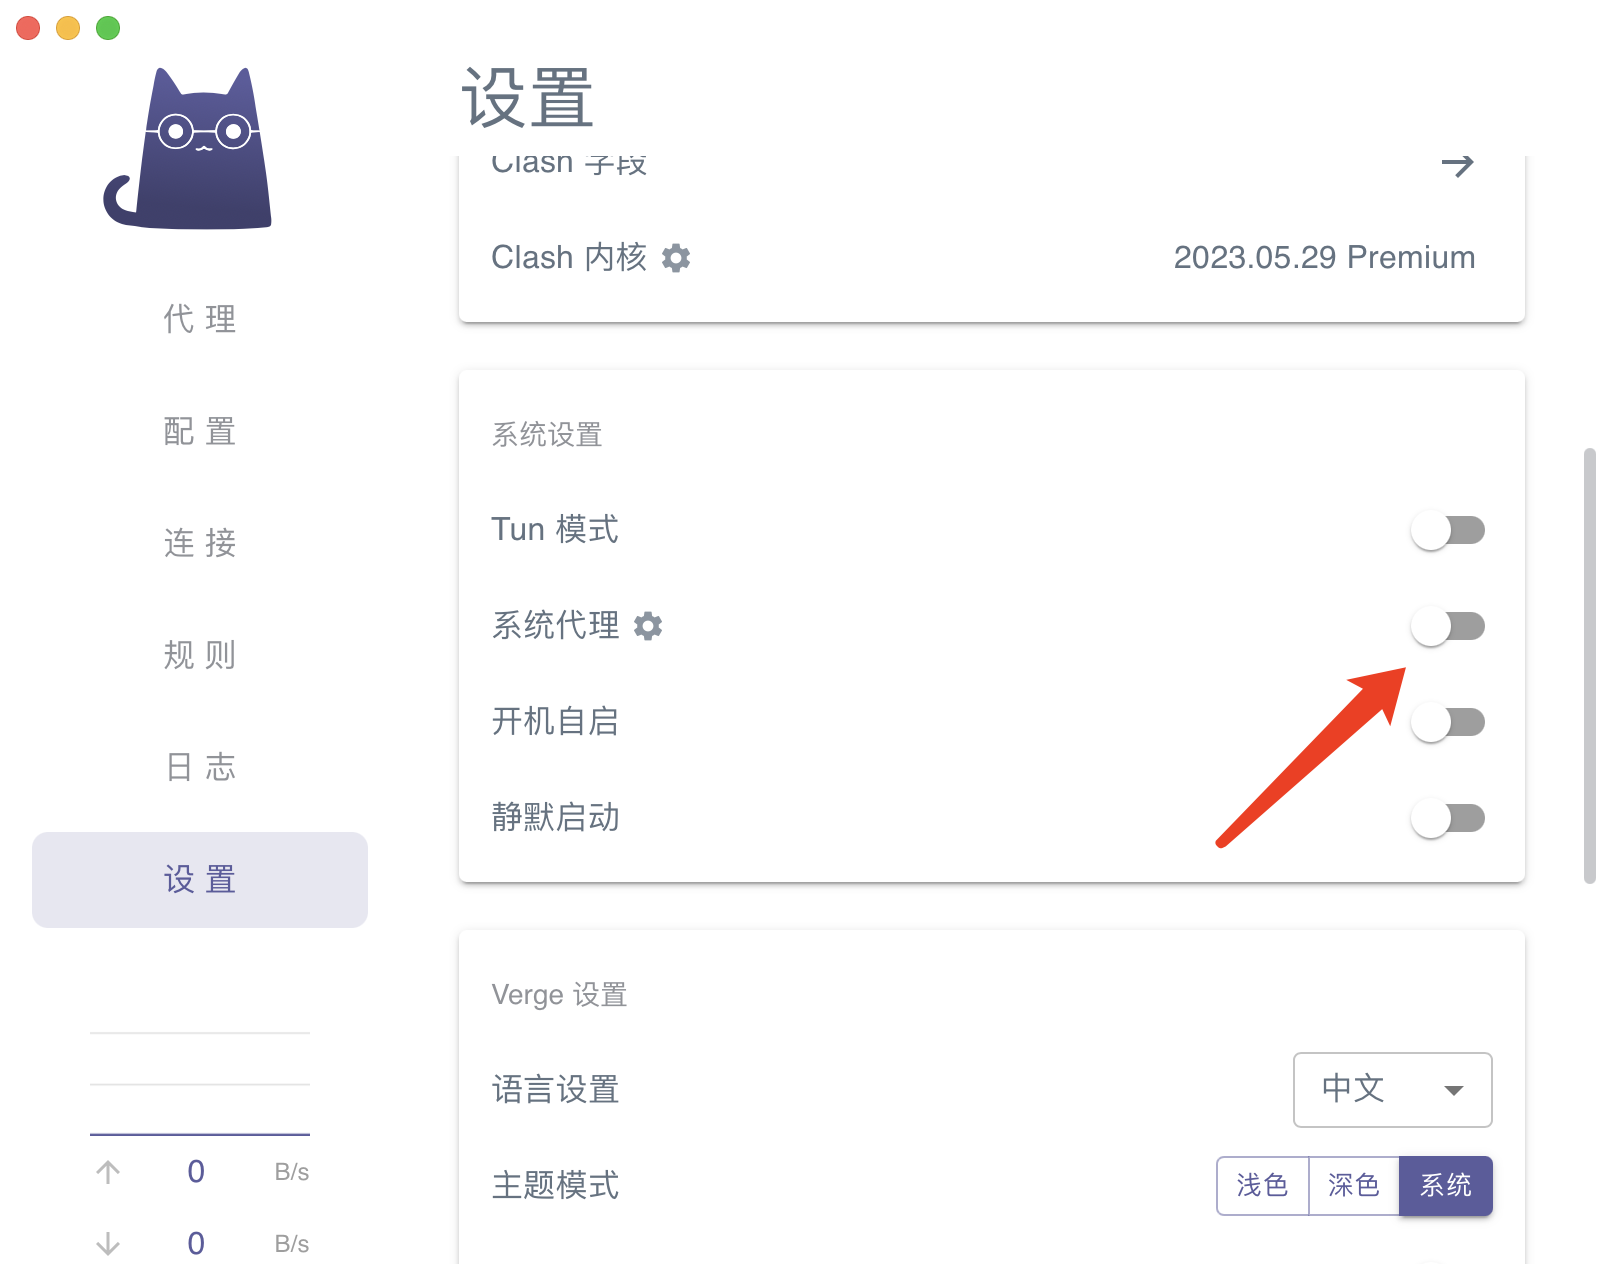 设置
Clash 字段
Clash 内核
2023.05.29 Premium
代理
配置
连接
规则
日志
设置
0 B/s
0 B/s
系统设置
Tun 模式
系统代理
开机自启
静默启动
Verge 设置
语言设置
中文
主题模式
浅色
深色
系统